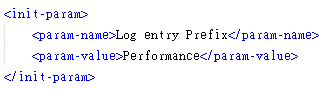 <init-param>
<param-name>Log entry Prefix</param-name>
<param-value>Performance</param-value>
</init-param>